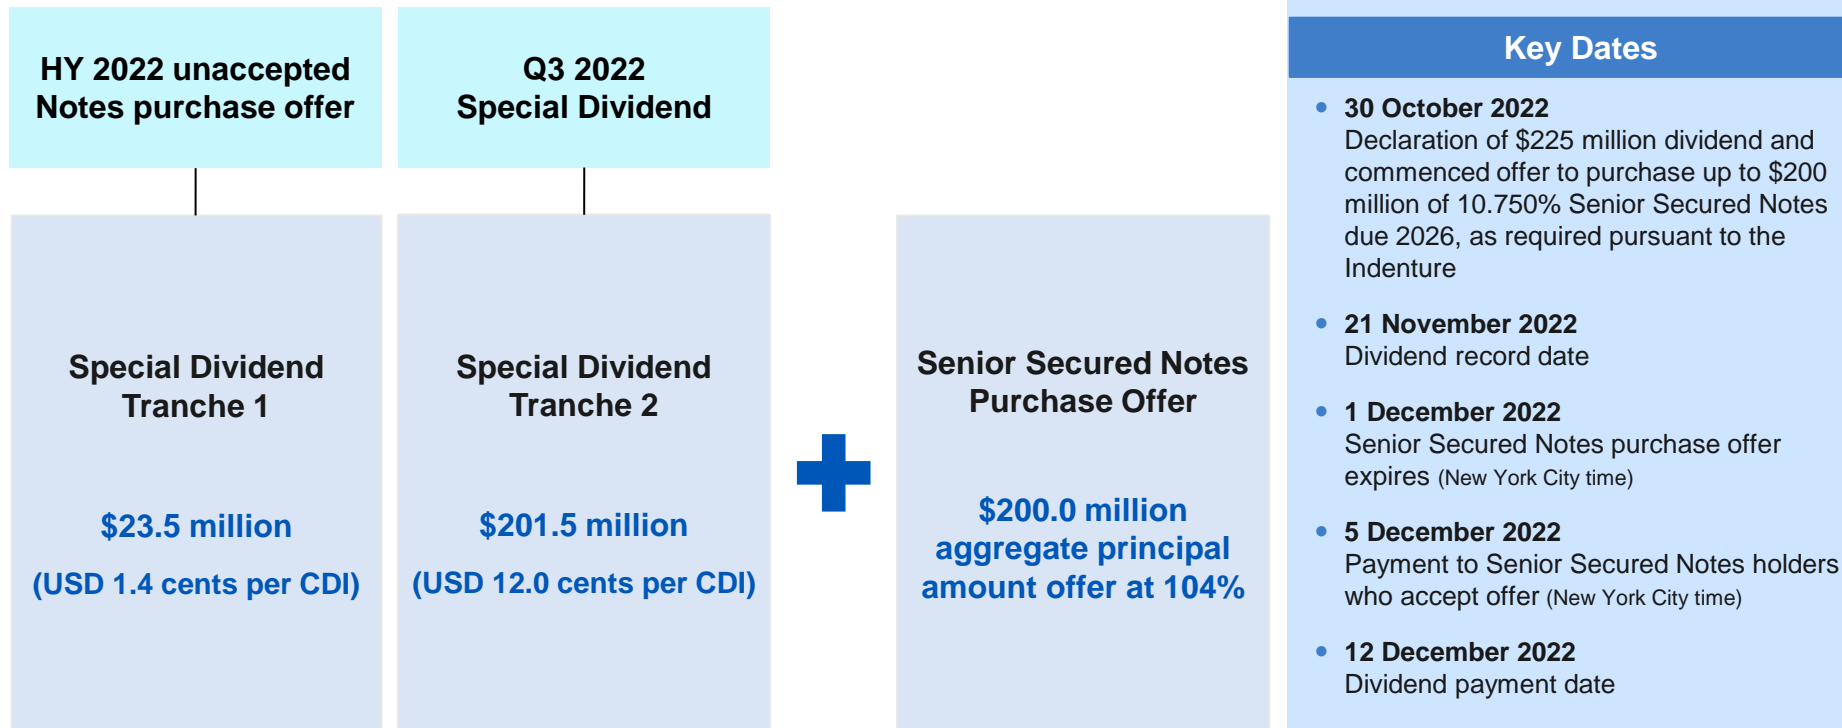 HY 2022 unaccepted
Notes purchase offer
Q3 2022
Special Dividend
Special Dividend
Tranche 1
$23.5 million
(USD 1.4 cents per CDI)
Special Dividend
Tranche 2
$201.5 million
(USD 12.0 cents per CDI)
Senior Secured Notes
Purchase Offer
$200.0 million
aggregate principal
amount offer at 104%
Key Dates
• 30 October 2022
Declaration of $225 million dividend and
commenced offer to purchase up to $200
million of 10.750% Senior Secured Notes
due 2026, as required pursuant to the
Indenture
• 21 November 2022
Dividend record date
• 1 December 2022
Senior Secured Notes purchase offer
expires (New York City time)
• 5 December 2022
Payment to Senior Secured Notes holders
who accept offer (New York City time)
• 12 December 2022
Dividend payment date